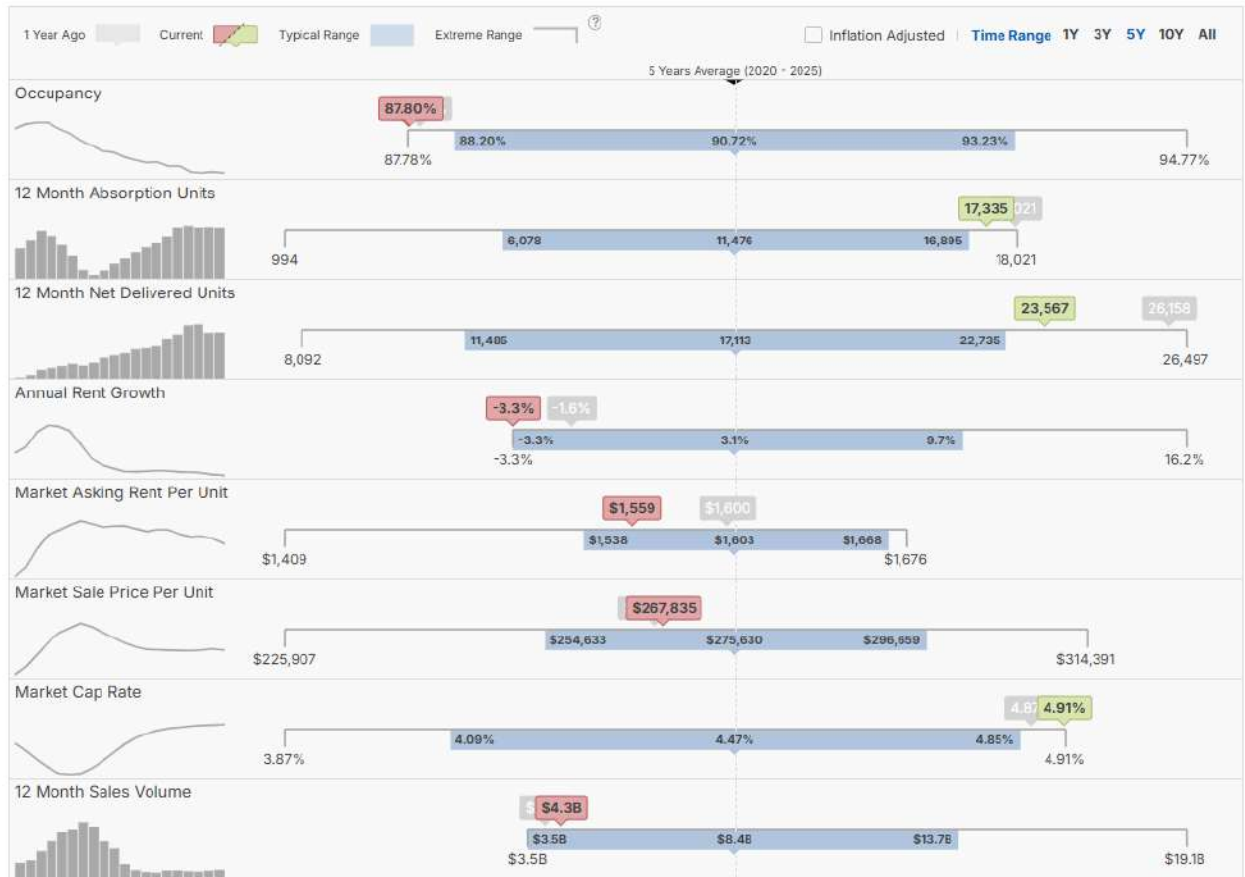 1 Year Ago Current Typical Range Extreme Range ? Inflation Adjusted Time Range 1Y 3Y 5Y 10Y All
5 Years Average (2020 - 2025)
Occupancy
87.80%
88.20% 90.72% 93.23%
87.78% 94.77%
12 Month Absorption Units
17,335 021
6,078 11,476 16,895
994 18,021
12 Month Net Delivered Units
23,567 26,158
11,485 17,113 22,735
8,092 26,497
Annual Rent Growth
-3.3% -1.6%
-3.3% 3.1% 9.7%
-3.3% 16.2%
Market Asking Rent Per Unit
$1,559 $1,600
$1,538 $1,603 $1,668
$1,409 $1,676
Market Sale Price Per Unit
$267,835
$254,633 $275,630 $296,659
$225,907 $314,391
Market Cap Rate
4.87 4.91%
4.09% 4.47% 4.85%
3.87% 4.91%
12 Month Sales Volume
$ $4.3B
$3.5B $8.4B $13.7B
$3.5B $19.1B